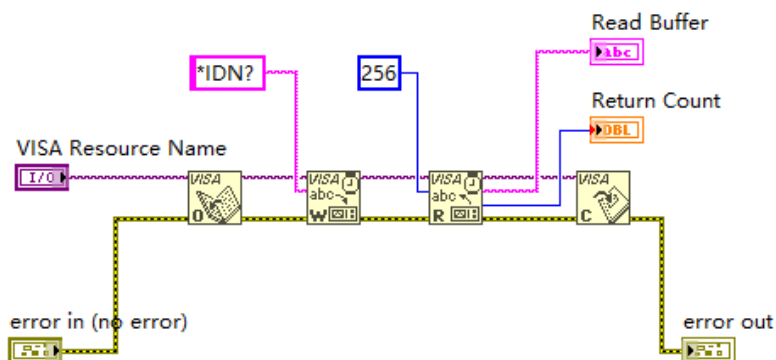 Read Buffer
abc
*IDN?
256
Return Count
DBL
VISA Resource Name
I/O
VISA
O
VISA
abc
W
VISA
abc
R
VISA
C
error in (no error)
error out